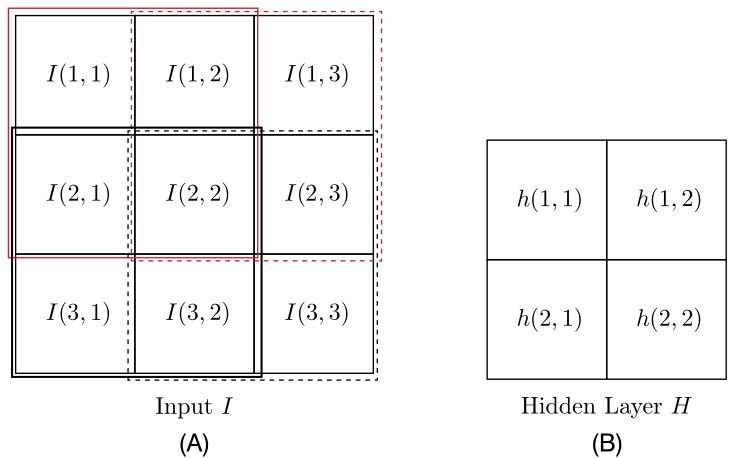 I(1, 1) I(1, 2) I(1, 3)
I(2, 1) I(2, 2) I(2, 3)
I(3, 1) I(3, 2) I(3, 3)
Input I
(A)
h(1, 1) h(1, 2)
h(2, 1) h(2, 2)
Hidden Layer H
(B)